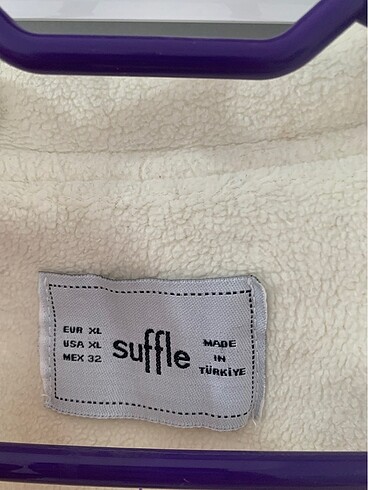 EUR XL
USA XL
MEX 32
suffle
MADE
IN
TÜRKİYE